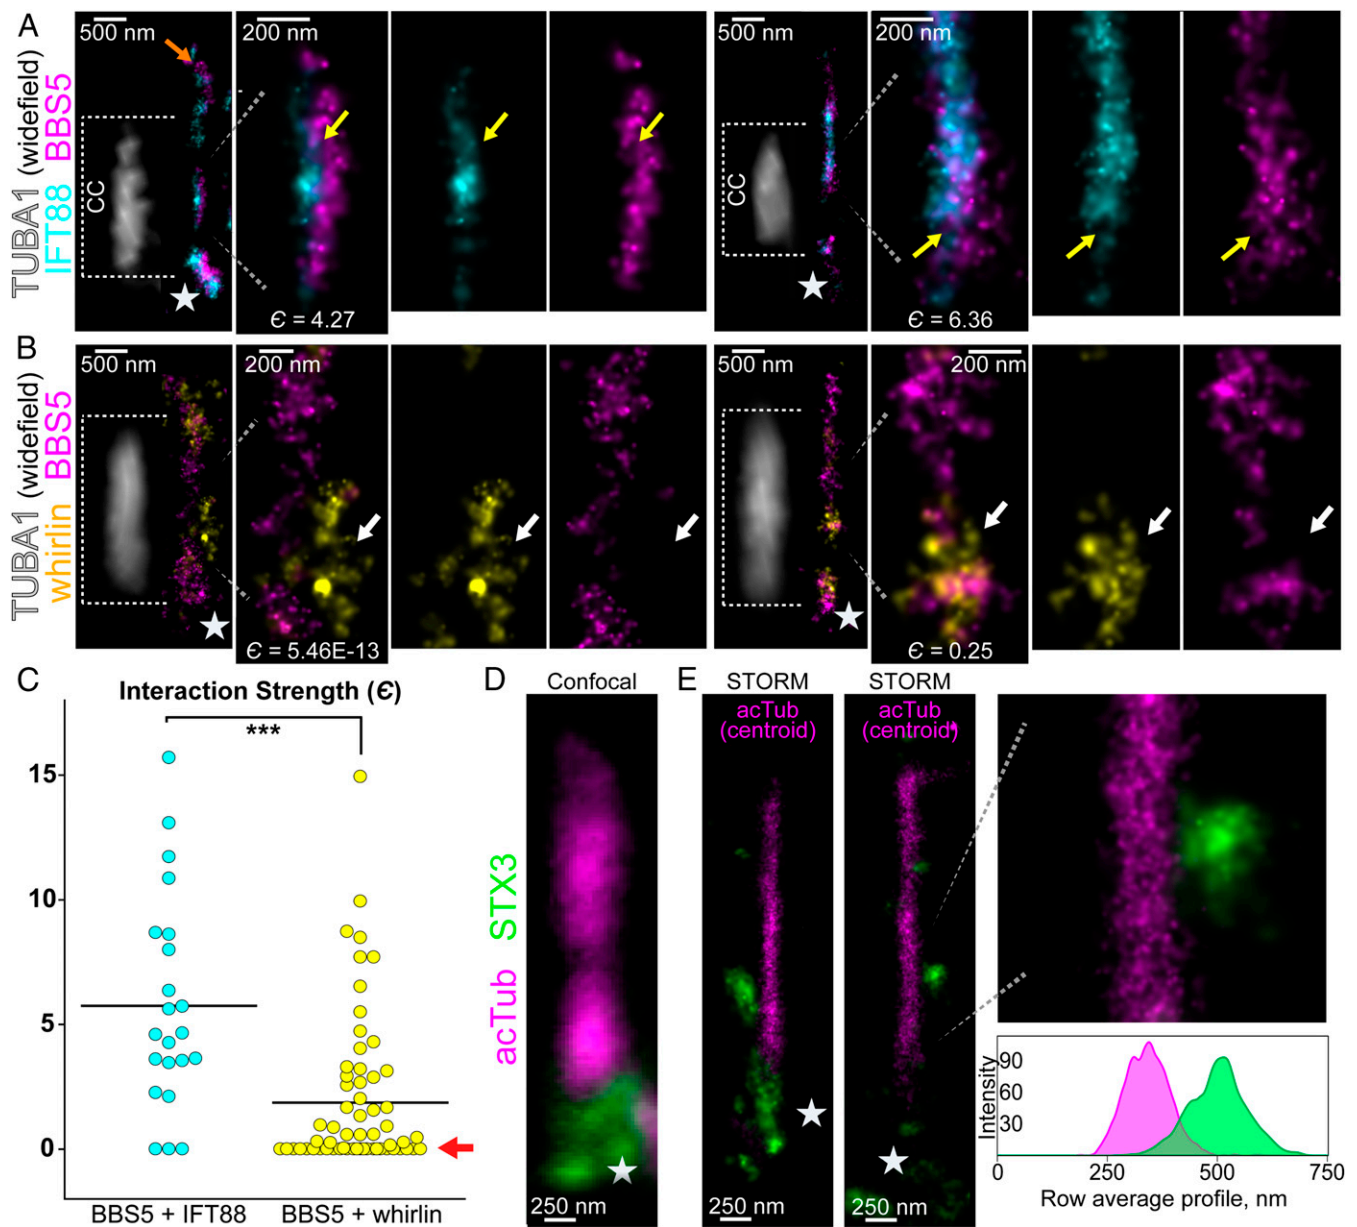 A
TUBA1 (widefield)
IFT88 BBS5
500 nm
CC
200 nm
Є = 4.27
500 nm
CC
200 nm
Є = 6.36
B
TUBA1 (widefield)
whirlin BBS5
500 nm
200 nm
Є = 5.46E-13
500 nm
200 nm
Є = 0.25
C
Interaction Strength (Є)
***
15
10
5
0
BBS5 + IFT88
BBS5 + whirlin
D
Confocal
acTub STX3
250 nm
E
STORM
acTub
(centroid)
250 nm
STORM
acTub
(centroid)
250 nm
Intensity
90
60
30
250
500
750
Row average profile, nm